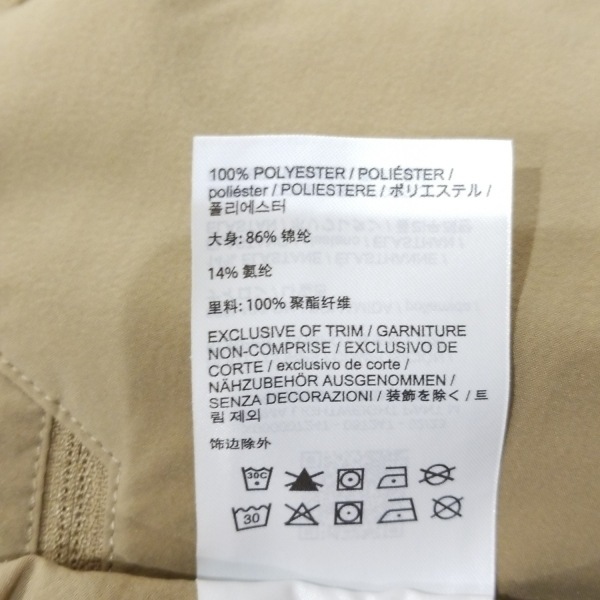 100% POLYESTER / POLIÉSTER /
poliéster / POLIESTERE / ポリエステル /
폴리에스터
大身: 86% 锦纶
14% 氨纶
里料: 100% 聚酯纤维
EXCLUSIVE OF TRIM / GARNITURE
NON-COMPRISE / EXCLUSIVO DE
CORTE / exclusivo de corte /
NÄHZUBEHÖR AUSGENOMMEN /
SENZA DECORAZIONI / 装飾を除く / 트
림 제외
饰边除外
30C
30